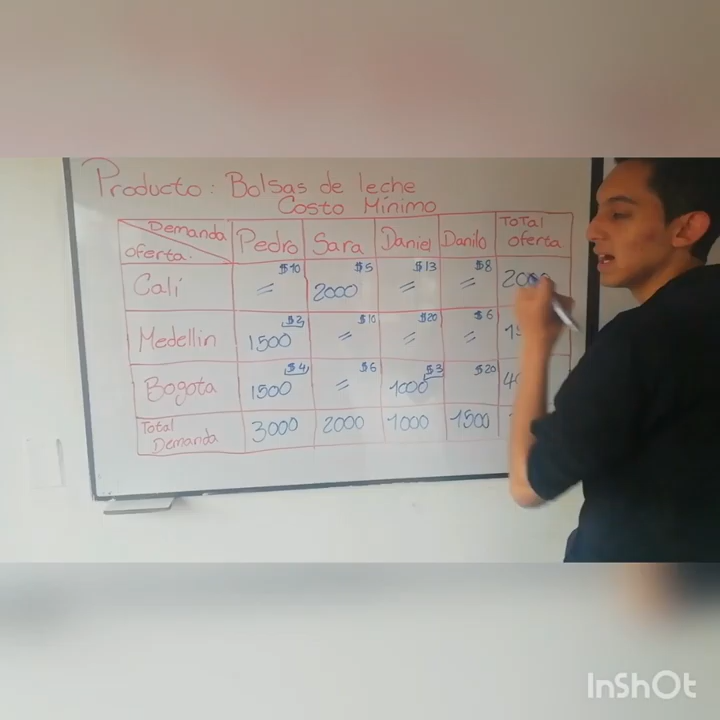 Producto: Bolsas de leche
Costo Mínimo
Demanda
oferta.
Pedro Sara Daniel Danilo
Total
oferta
Cali = $10 2000 $5 = $13 = $8
Medellin 1500 $2 = $10 = $20 = $6
Bogota 1500 $4 = $6 1000 $3 $20
Total
Demanda
3000 2000 1000 1500
InShOt